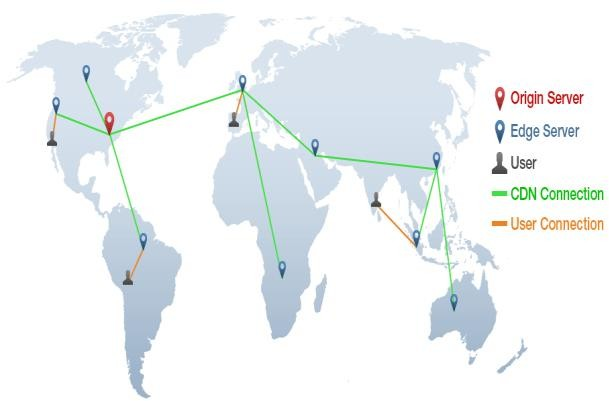 Origin Server
Edge Server
User
CDN Connection
User Connection